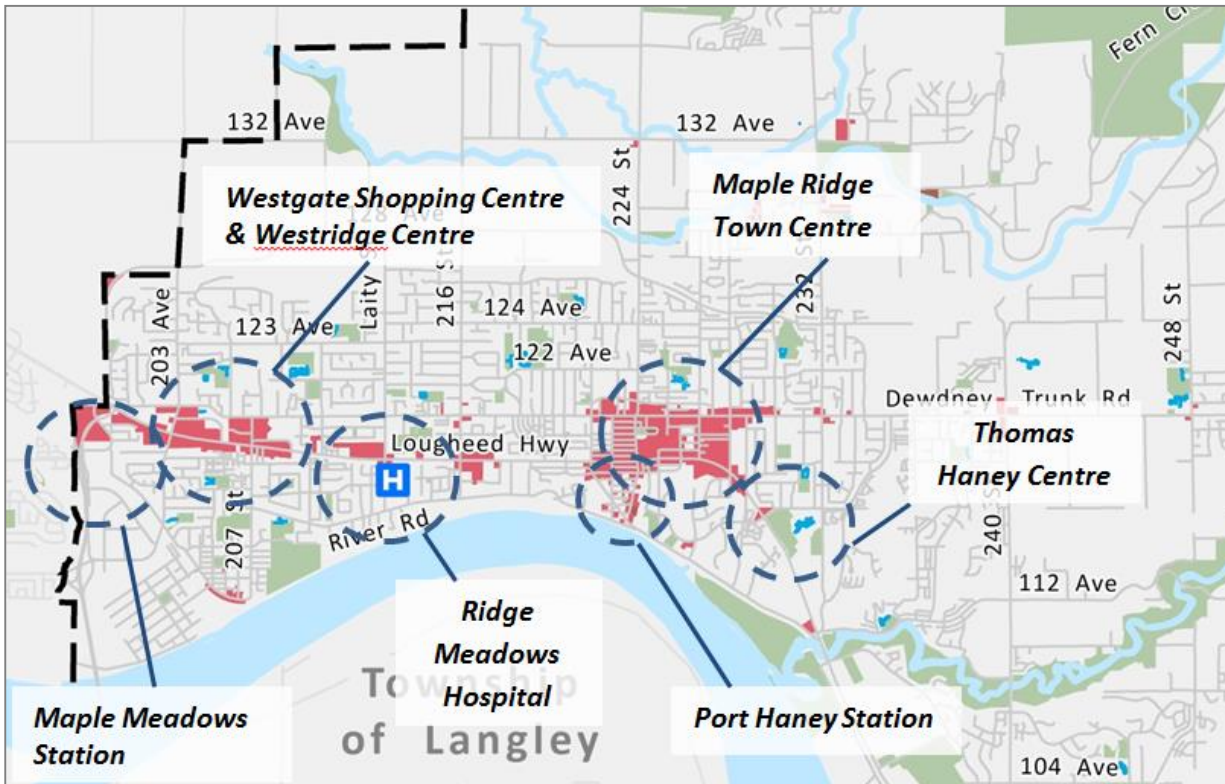 Fern Cr
132 Ave
132 Ave
224 St
Westgate Shopping Centre
& Westridge Centre
Maple Ridge
Town Centre
128 Ave
Laity S
216 St
232 St
248 St
203 Ave
123 Ave
124 Ave
122 Ave
Dewdney Trunk Rd
Lougheed Hwy
H
Thomas
Haney Centre
207 St
River Rd
240 S
112 Ave
Ridge
Meadows
Hospital
Maple Meadows
Station
Port Haney Station
Township
of Langley
104 Ave